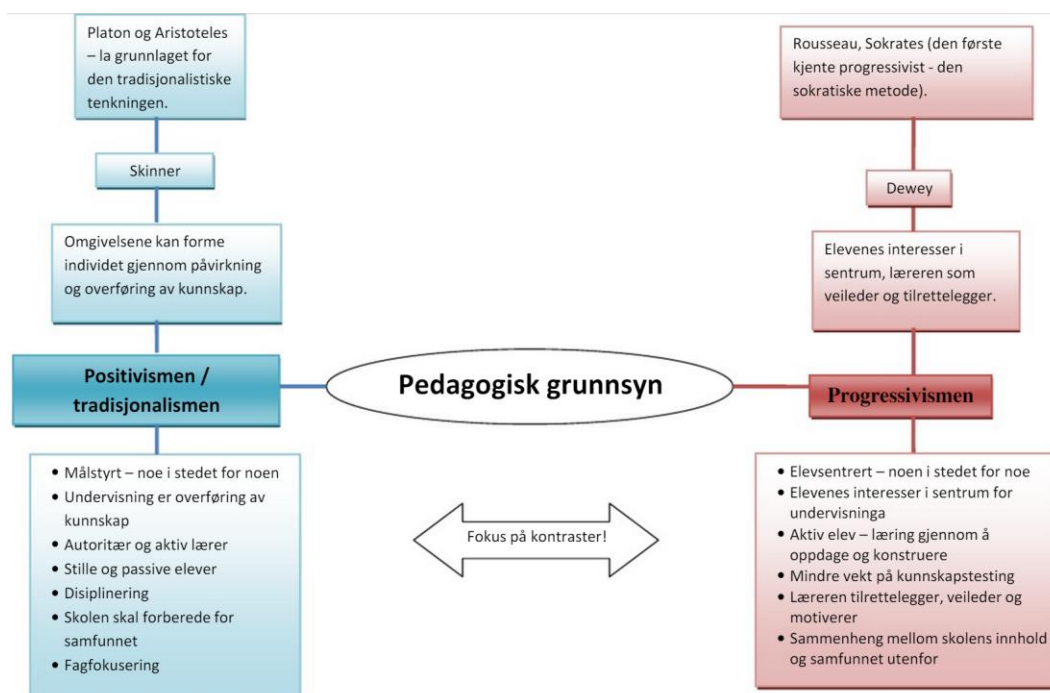 Platon og Aristoteles
– la grunnlaget for
den tradisjonalistiske
tenkningen.
Skinner
Omgivelsene kan forme
individet gjennom påvirkning
og overføring av kunnskap.
Positivismen /
tradisjonalismen
• Målstyrt – noe i stedet for noen
• Undervisning er overføring av
kunnskap
• Autoritær og aktiv lærer
• Stille og passive elever
• Disiplinering
• Skolen skal forberede for
samfunnet
• Fagfokusering
Pedagogisk grunnsyn
Fokus på kontraster!
Rousseau, Sokrates (den første
kjente progressivist - den
sokratiske metode).
Dewey
Elevenes interesser i
sentrum, læreren som
veileder og tilrettelegger.
Progressivismen
• Elevsentrert – noen i stedet for noe
• Elevenes interesser i sentrum for
undervisninga
• Aktiv elev – læring gjennom å
oppdage og konstruere
• Mindre vekt på kunnskapstesting
• Læreren tilrettelegger, veileder og
motiverer
• Sammenheng mellom skolens innhold
og samfunnet utenfor